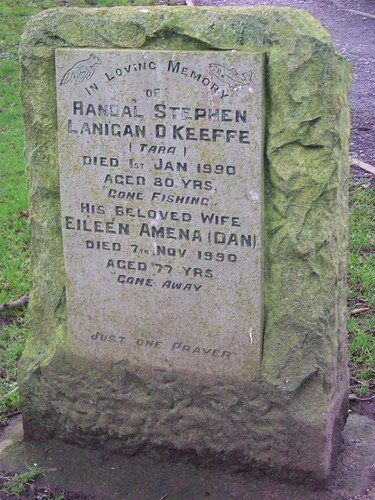 IN LOVING MEMORY
OF
RANDAL STEPHEN
LANIGAN O'KEEFFE
(TARA)
DIED 1ST JAN 1990
AGED 80 YRS.
"GONE FISHING"
HIS BELOVED WIFE
EILEEN AMENA (DAN)
DIED 7TH NOV 1990
AGED 77 YRS
"GONE AWAY"
JUST ONE PRAYER